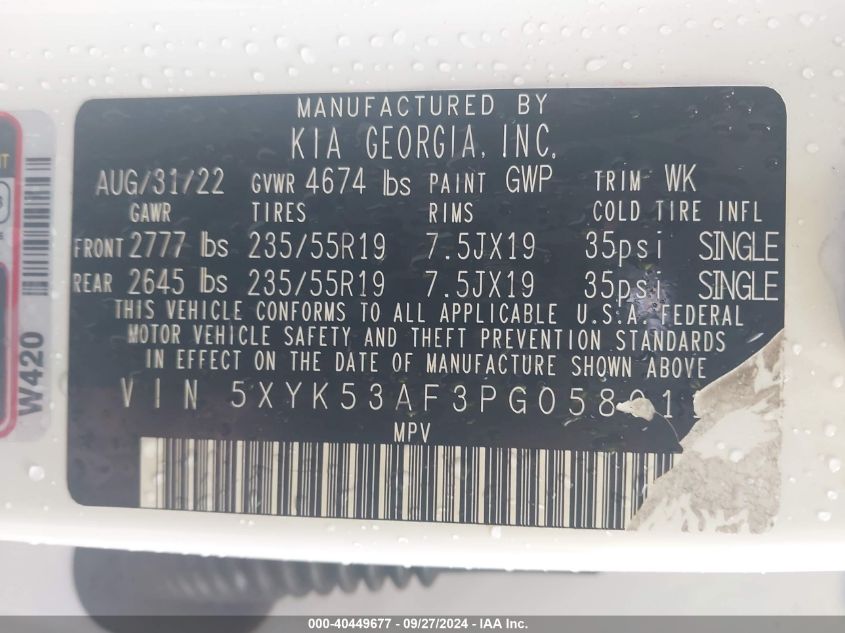 MANUFACTURED BY
KIA GEORGIA, INC.
AUG/31/22 GVWR 4674 lbs PAINT GWP TRIM WK
GAWR TIRES RIMS COLD TIRE INFL
FRONT 2777 lbs 235/55R19 7.5JX19 35psi SINGLE
REAR 2645 lbs 235/55R19 7.5JX19 35psi SINGLE
THIS VEHICLE CONFORMS TO ALL APPLICABLE U.S.A. FEDERAL
MOTOR VEHICLE SAFETY AND THEFT PREVENTION STANDARDS
IN EFFECT ON THE DATE OF MANUFACTURE SHOWN ABOVE
VIN
MPV
W420
000-40449677 - 09/27/2024 - IAA Inc.